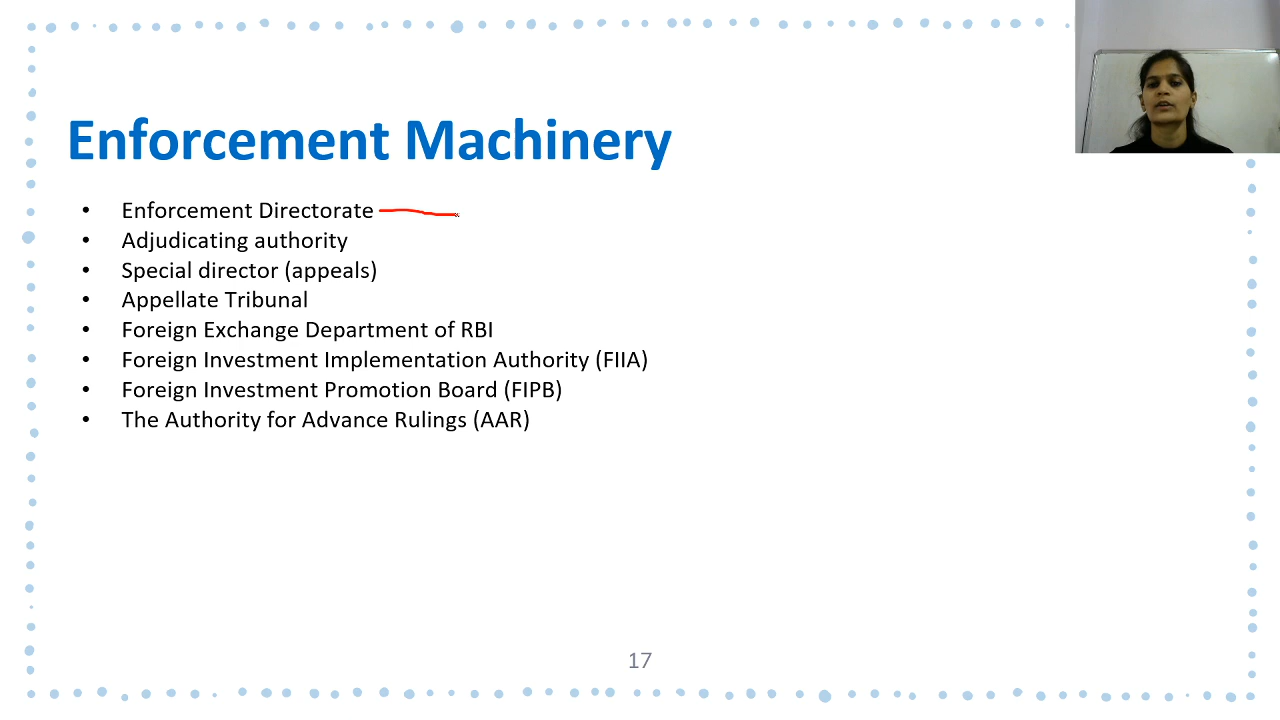 Enforcement Machinery
• Enforcement Directorate
• Adjudicating authority
• Special director (appeals)
• Appellate Tribunal
• Foreign Exchange Department of RBI
• Foreign Investment Implementation Authority (FIIA)
• Foreign Investment Promotion Board (FIPB)
• The Authority for Advance Rulings (AAR)
17